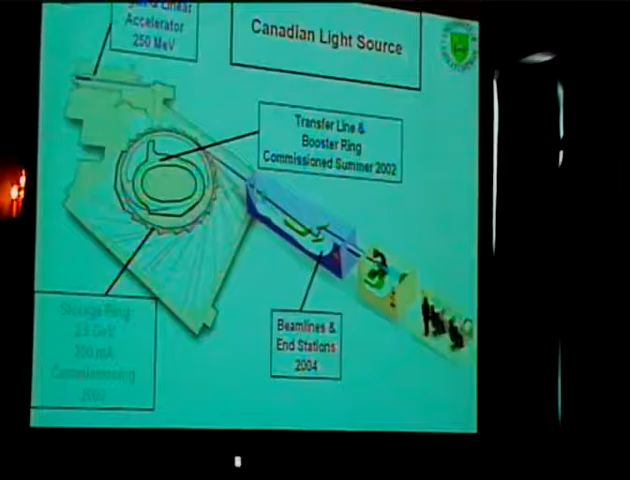 & Linear
Accelerator
250 MeV
Canadian Light Source
Transfer Line &
Booster Ring
Commissioned Summer 2002
Storage Ring
200 mA
Commissioning
Beamlines &
End Stations
2004